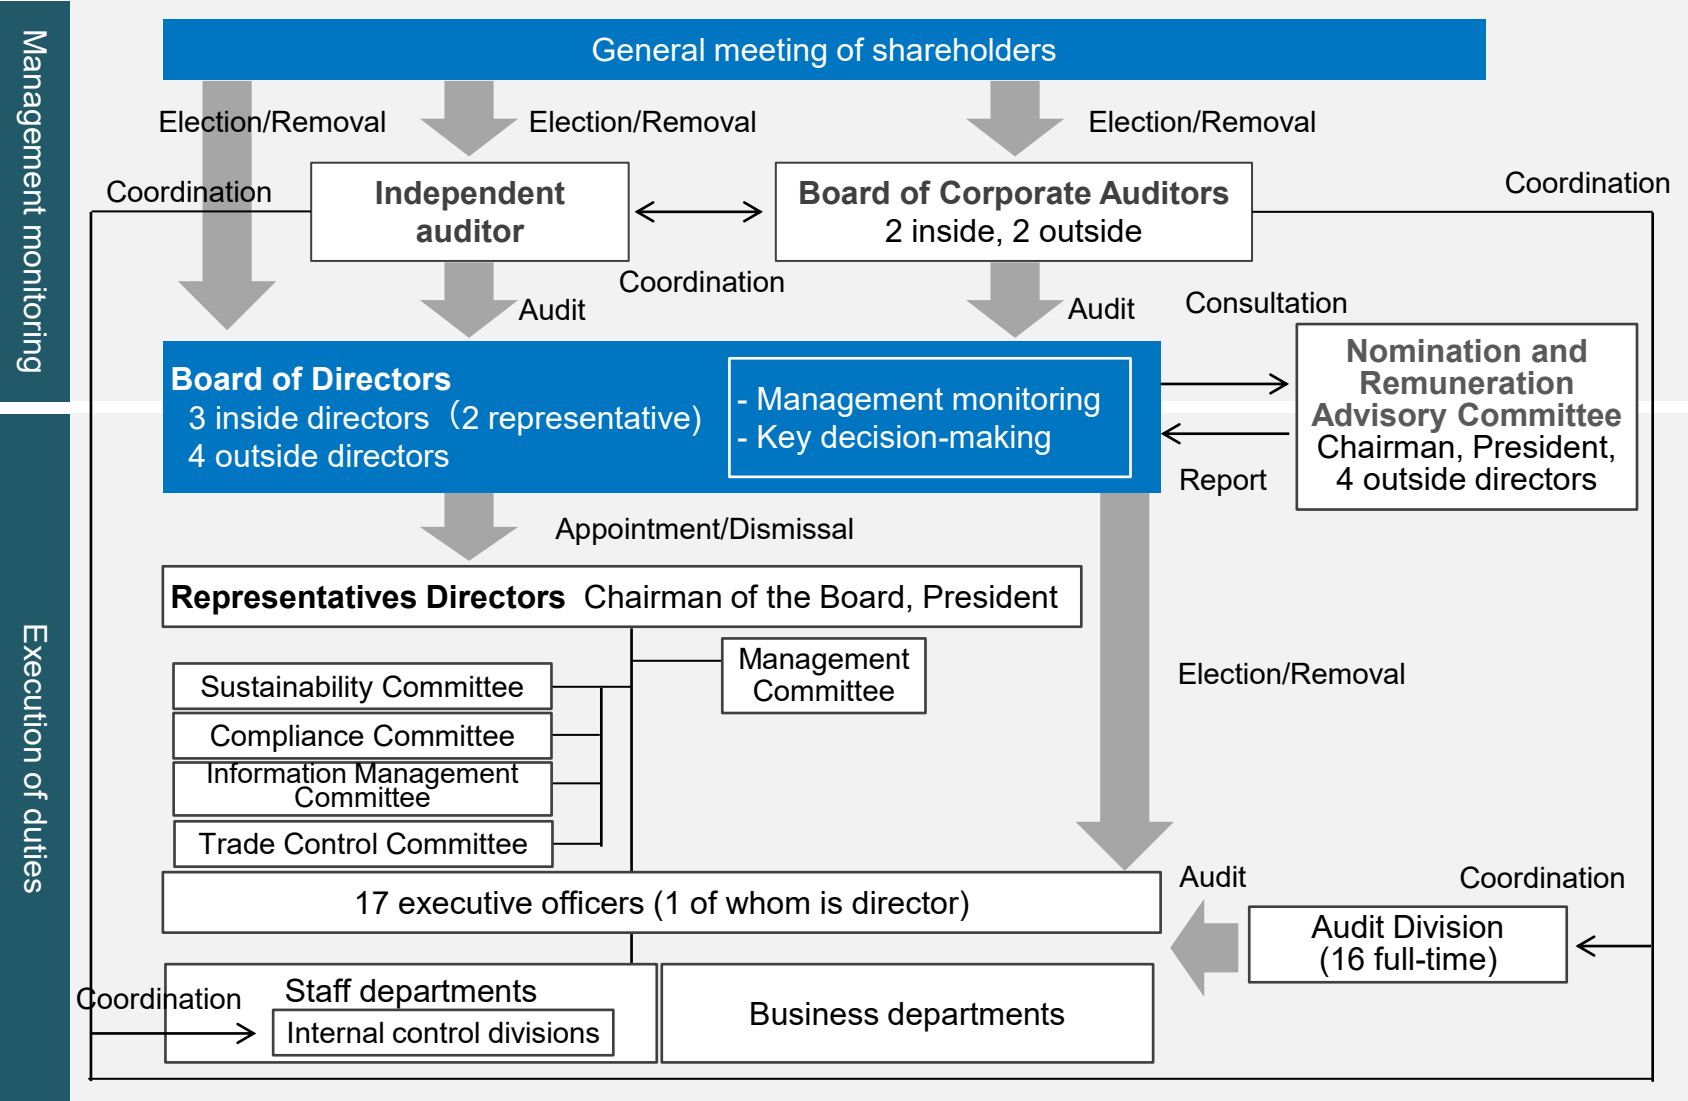 Management monitoring
General meeting of shareholders
Election/Removal
Election/Removal
Election/Removal
Coordination
Independent
auditor
Board of Corporate Auditors
2 inside, 2 outside
Coordination
Coordination
Audit
Audit
Consultation
Board of Directors
3 inside directors（2 representative)
4 outside directors
- Management monitoring
- Key decision-making
Nomination and
Remuneration
Advisory Committee
Chairman, President,
4 outside directors
Report
Appointment/Dismissal
Execution of duties
Representatives Directors Chairman of the Board, President
Management
Committee
Sustainability Committee
Compliance Committee
Information Management
Committee
Trade Control Committee
Election/Removal
17 executive officers (1 of whom is director)
Audit
Coordination
Audit Division
(16 full-time)
Coordination
Staff departments
Internal control divisions
Business departments